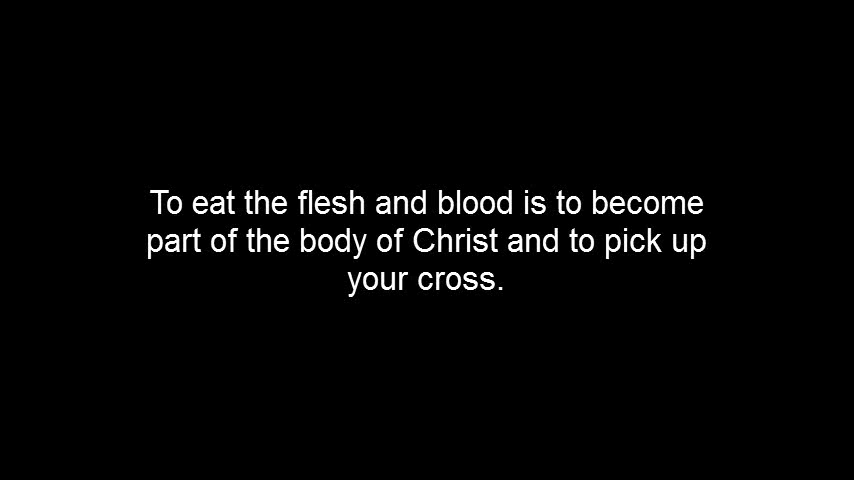 To eat the flesh and blood is to become
part of the body of Christ and to pick up
your cross.